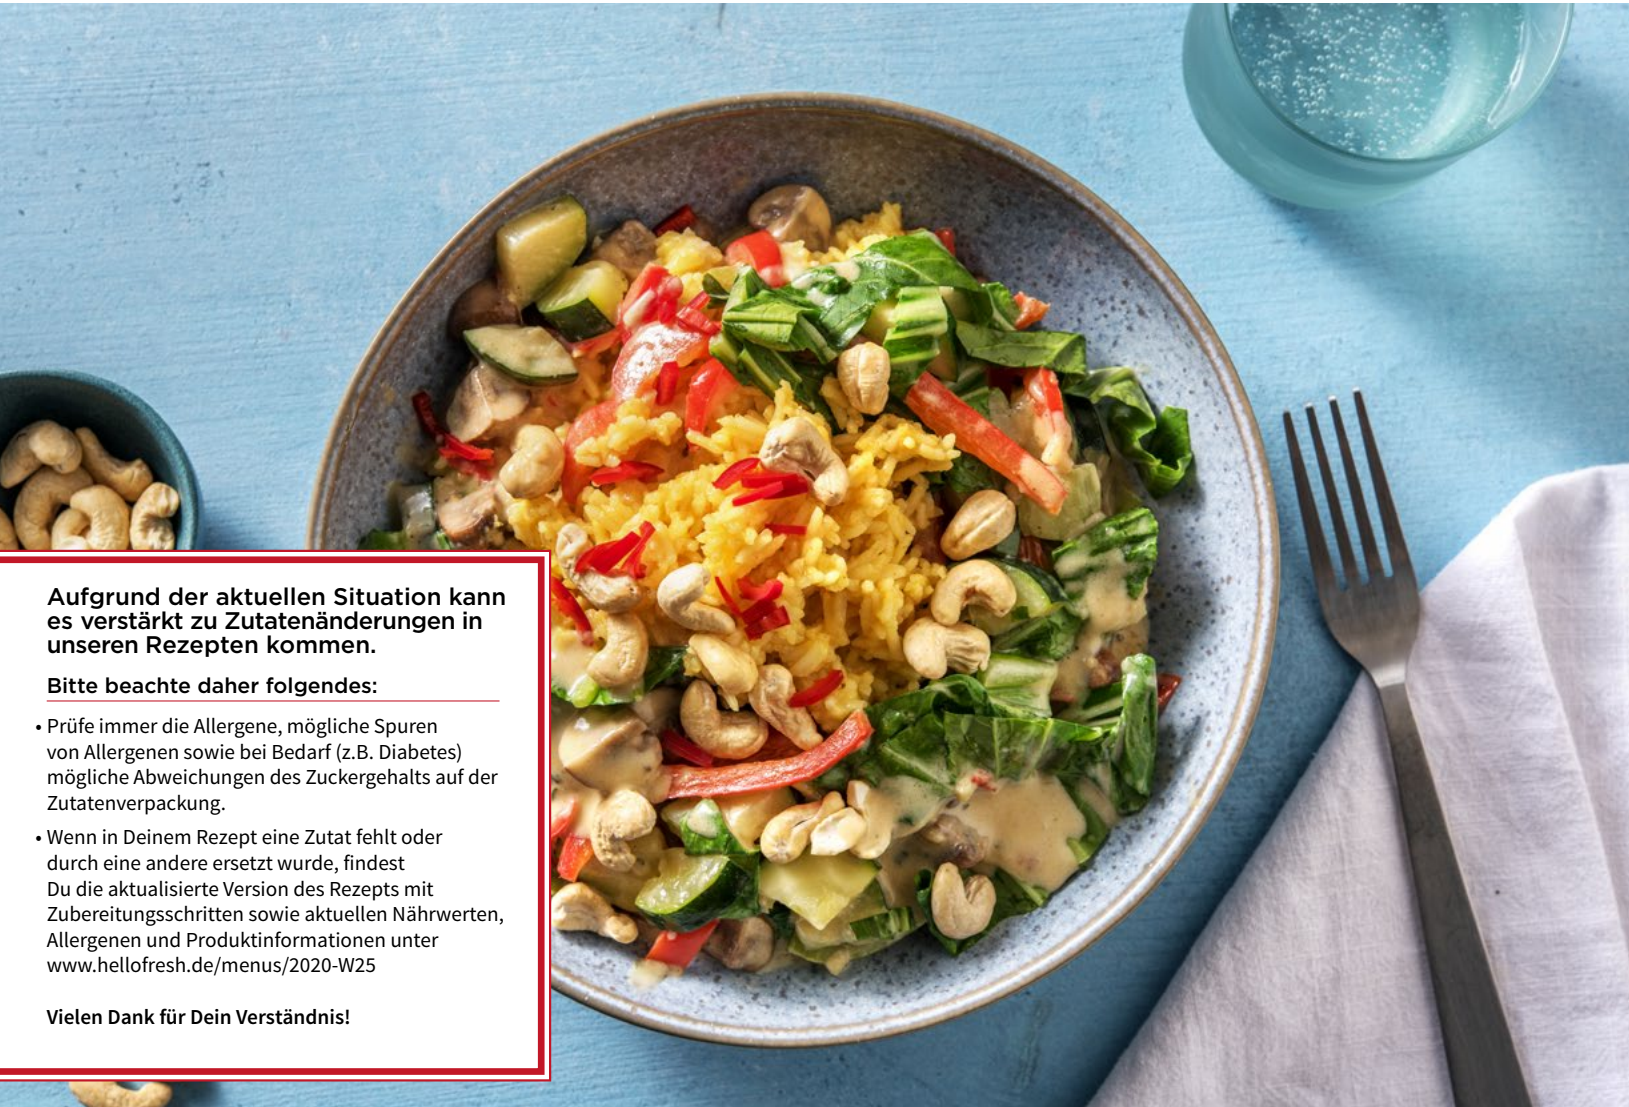 Aufgrund der aktuellen Situation kann
es verstärkt zu Zutatenänderungen in
unseren Rezepten kommen.
Bitte beachte daher folgendes:
• Prüfe immer die Allergene, mögliche Spuren
von Allergenen sowie bei Bedarf (z.B. Diabetes)
mögliche Abweichungen des Zuckergehalts auf der
Zutatenverpackung.
• Wenn in Deinem Rezept eine Zutat fehlt oder
durch eine andere ersetzt wurde, findest
Du die aktualisierte Version des Rezepts mit
Zubereitungsschritten sowie aktuellen Nährwerten,
Allergenen und Produktinformationen unter
www.hellofresh.de/menus/2020-W25
Vielen Dank für Dein Verständnis!